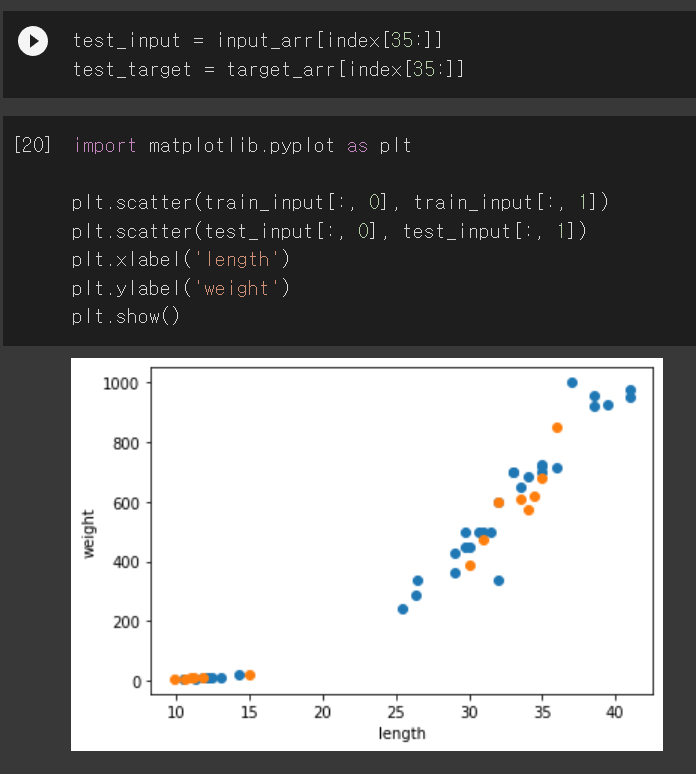 test_input = input_arr[index[35:]]
test_target = target_arr[index[35:]]
[20] import matplotlib.pyplot as plt
plt.scatter(train_input[:, 0], train_input[:, 1])
plt.scatter(test_input[:, 0], test_input[:, 1])
plt.xlabel('length')
plt.ylabel('weight')
plt.show()
1000
800
600
400
200
0
weight
10 15 20 25 30 35 40
length